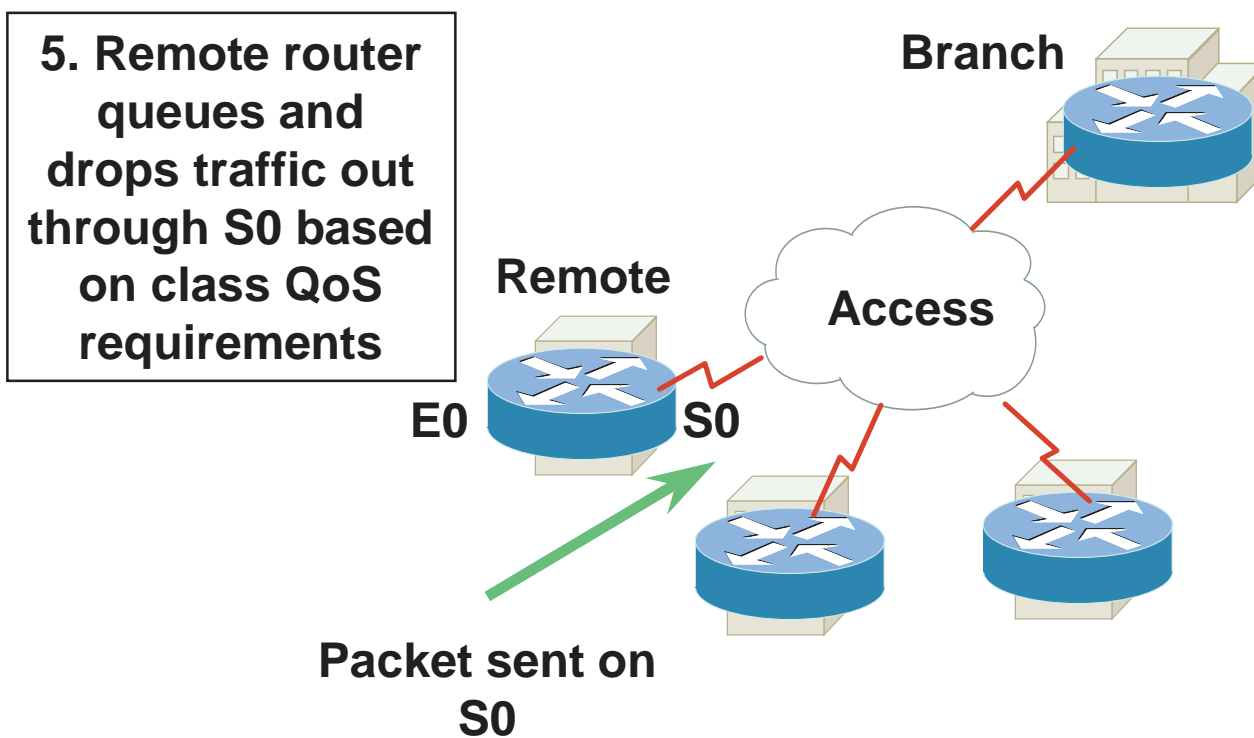 5. Remote router
queues and
drops traffic out
through S0 based
on class QoS
requirements
Branch
Remote
Access
E0
S0
Packet sent on
S0